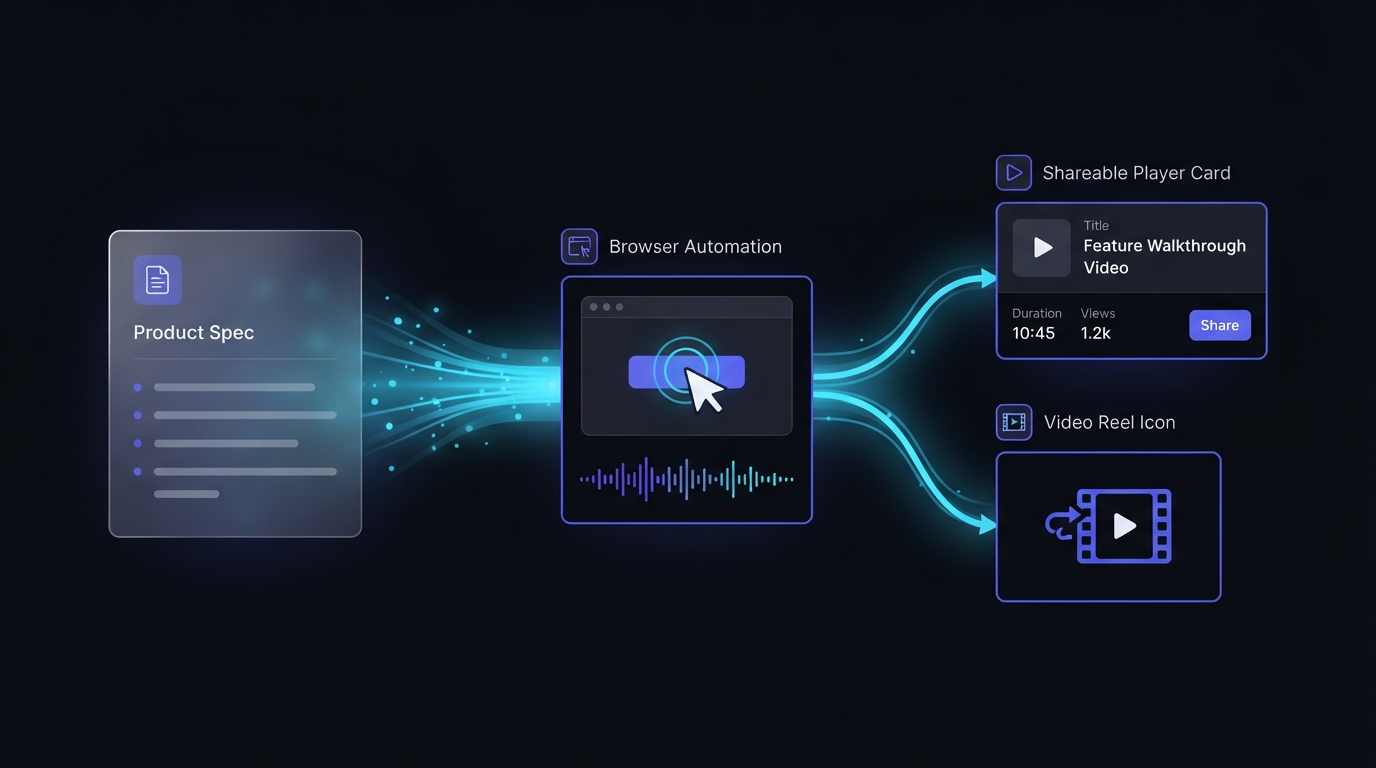 Product Spec
Browser Automation
Shareable Player Card
Title
Feature Walkthrough
Video
Duration
Views
10:45
1.2k
Share
Video Reel Icon